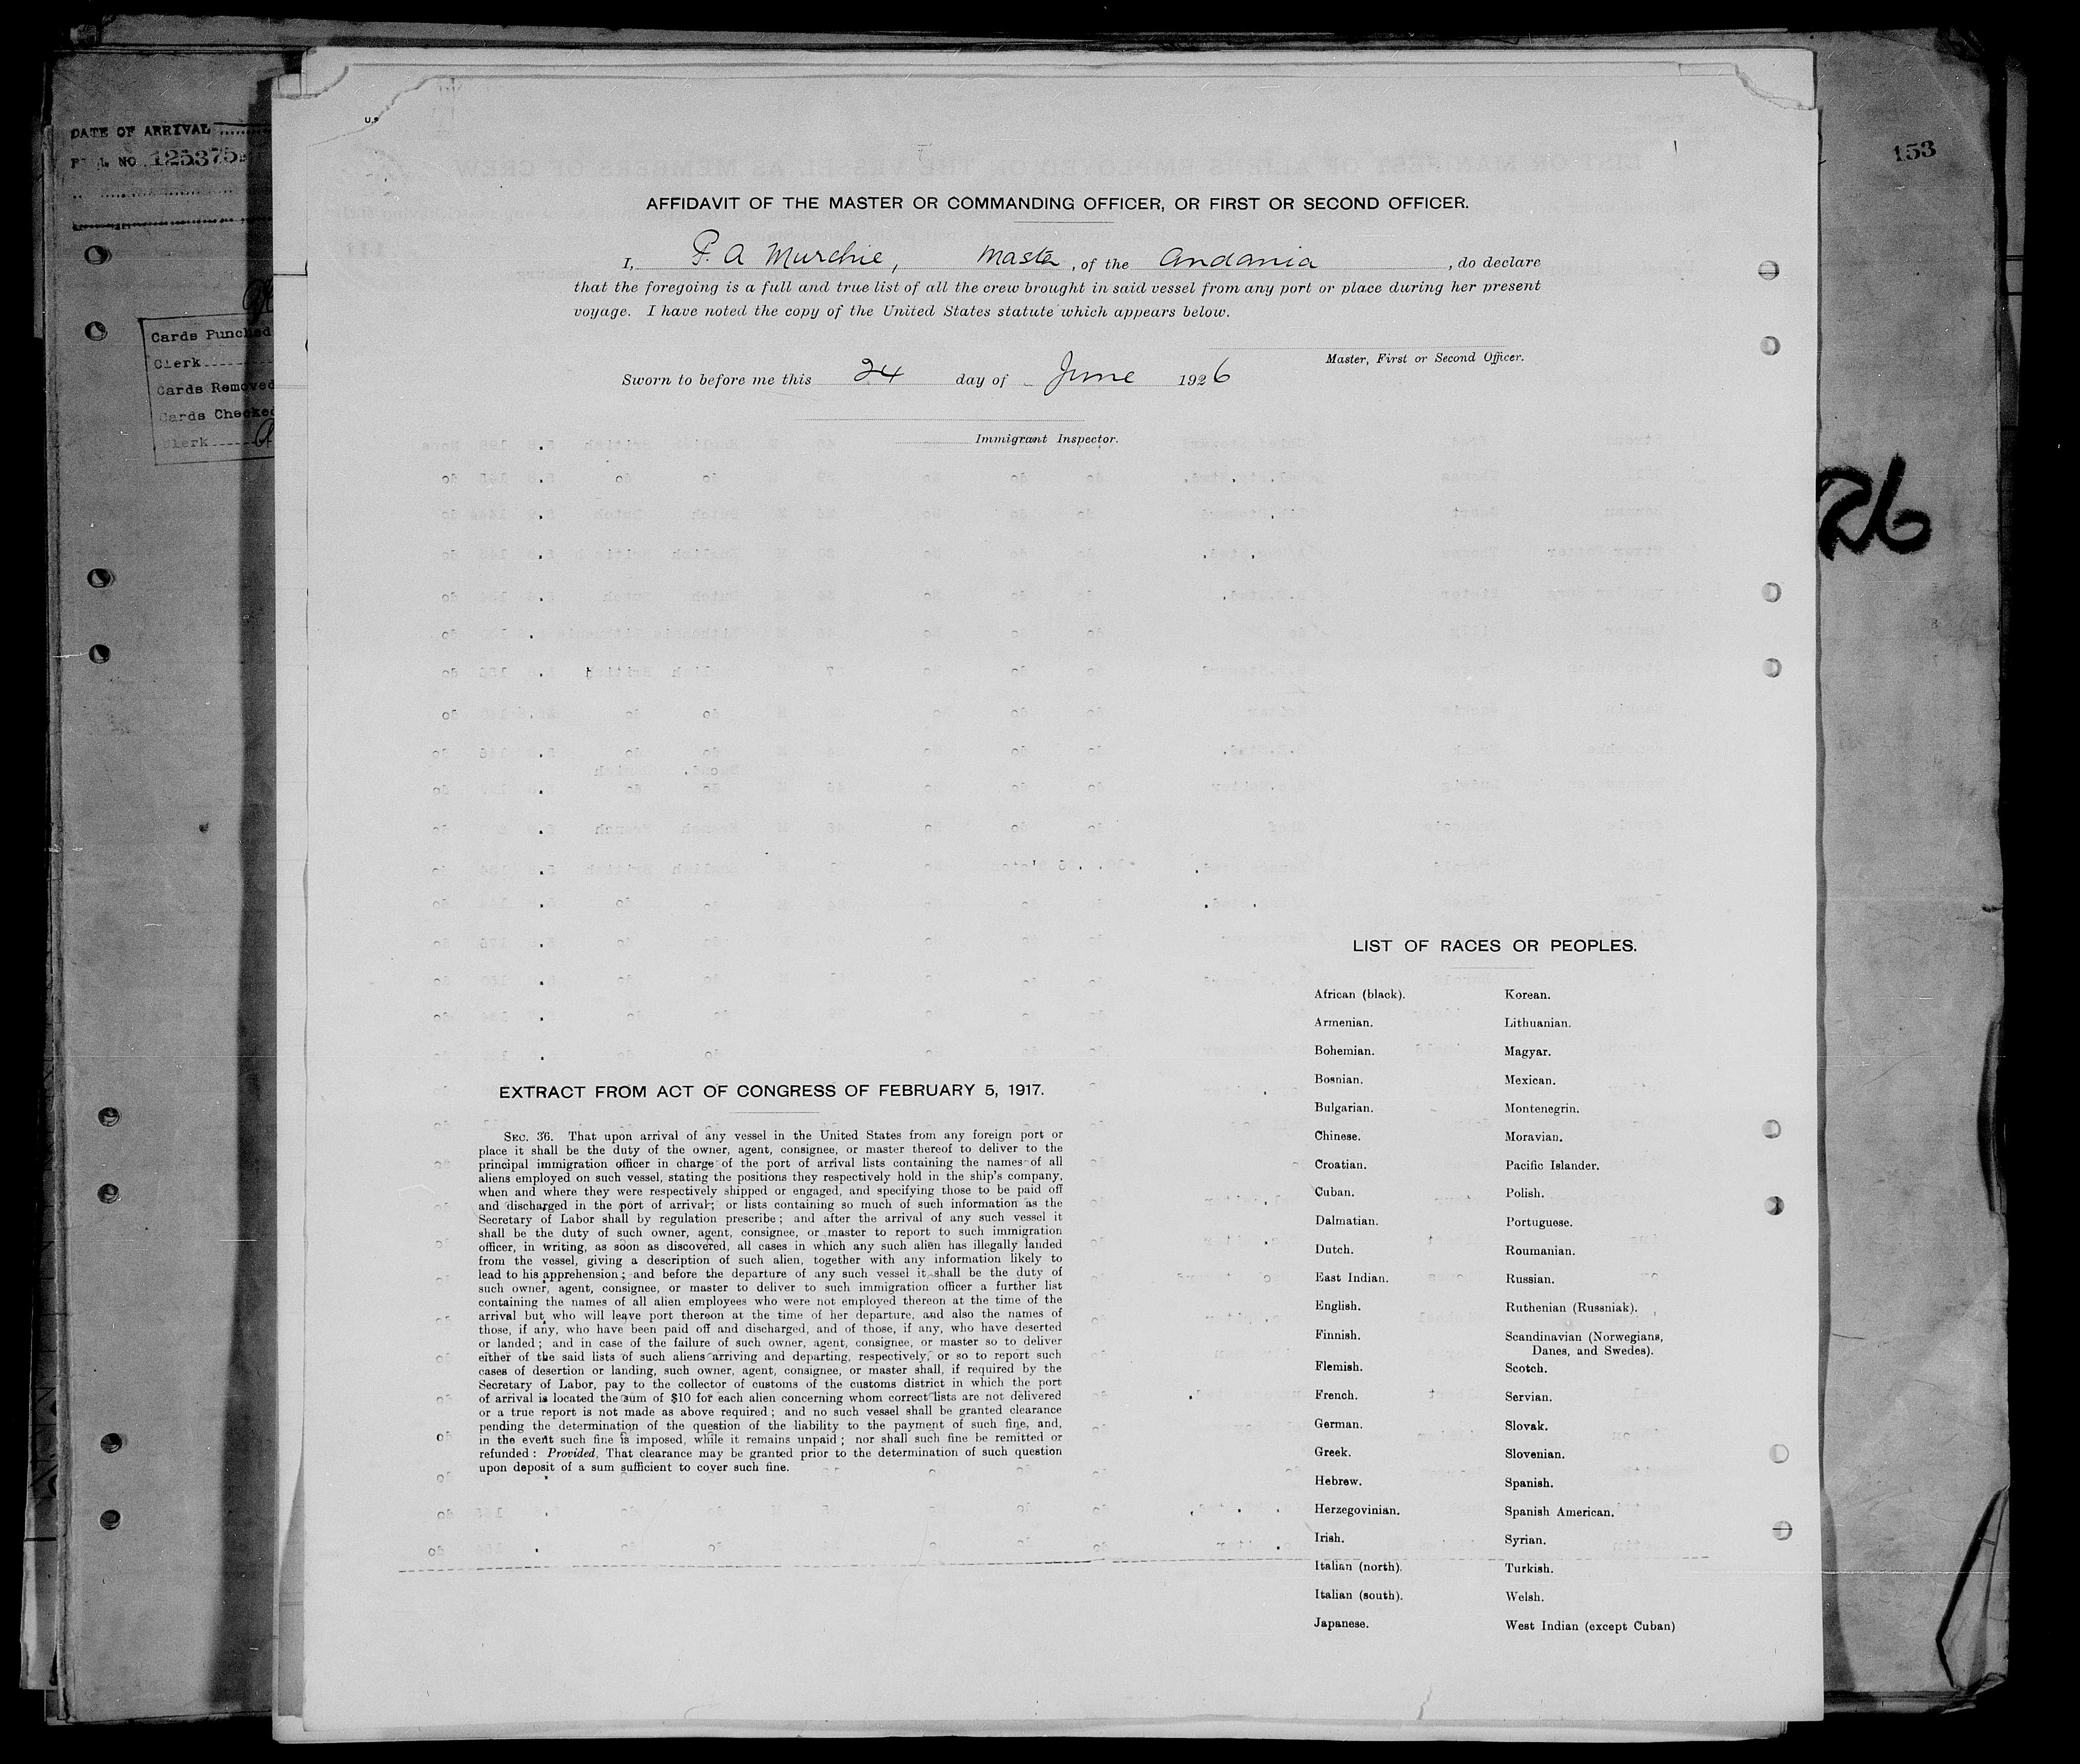 DATE OF ARRIVAL
NO. 125375
Cards Punched
Clerk
Cards Removed
Cards Checked
Clerk
153
26
U.S
AFFIDAVIT OF THE MASTER OR COMMANDING OFFICER, OR FIRST OR SECOND OFFICER.
I, P. A Murchie, Master, of the Andania, do declare
that the foregoing is a full and true list of all the crew brought in said vessel from any port or place during her present
voyage. I have noted the copy of the United States statute which appears below.
Master, First or Second Officer.
Sworn to before me this 24 day of June 1926
Immigrant Inspector.
EXTRACT FROM ACT OF CONGRESS OF FEBRUARY 5, 1917.
SEC. 36. That upon arrival of any vessel in the United States from any foreign port or
place it shall be the duty of the owner, agent, consignee, or master thereof to deliver to the
principal immigration officer in charge of the port of arrival lists containing the names of all
aliens employed on such vessel, stating the positions they respectively hold in the ship's company,
when and where they were respectively shipped or engaged, and specifying those to be paid off
and discharged in the port of arrival; or lists containing so much of such information as the
Secretary of Labor shall by regulation prescribe; and after the arrival of any such vessel it
shall be the duty of such owner, agent, consignee, or master to report to such immigration
officer, in writing, as soon as discovered, all cases in which any such alien has illegally landed
from the vessel, giving a description of such alien, together with any information likely to
lead to his apprehension; and before the departure of any such vessel it shall be the duty of
such owner, agent, consignee, or master to deliver to such immigration officer a further list
containing the names of all alien employees who were not employed thereon at the time of the
arrival but who will leave port thereon at the time of her departure, and also the names of
those, if any, who have been paid off and discharged, and of those, if any, who have deserted
or landed; and in case of the failure of such owner, agent, consignee, or master so to deliver
either of the said lists of such aliens arriving and departing, respectively, or so to report such
cases of desertion or landing, such owner, agent, consignee, or master shall, if required by the
Secretary of Labor, pay to the collector of customs of the customs district in which the port
of arrival is located the sum of $10 for each alien concerning whom correct lists are not delivered
or a true report is not made as above required; and no such vessel shall be granted clearance
pending the determination of the question of the liability to the payment of such fine, and,
in the event such fine is imposed, while it remains unpaid; nor shall such fine be remitted or
refunded: Provided, That clearance may be granted prior to the determination of such question
upon deposit of a sum sufficient to cover such fine.
LIST OF RACES OR PEOPLES.
African (black).
Armenian.
Bohemian.
Bosnian.
Bulgarian.
Chinese.
Croatian.
Cuban.
Dalmatian.
Dutch.
East Indian.
English.
Finnish.
Flemish.
French.
German.
Greek.
Hebrew.
Herzegovinian.
Irish.
Italian (north).
Italian (south).
Japanese.
Korean.
Lithuanian.
Magyar.
Mexican.
Montenegrin.
Moravian.
Pacific Islander.
Polish.
Portuguese.
Roumanian.
Russian.
Ruthenian (Russniak).
Scandinavian (Norwegians,
Danes, and Swedes).
Scotch.
Servian.
Slovak.
Slovenian.
Spanish.
Spanish American.
Syrian.
Turkish.
Welsh.
West Indian (except Cuban)